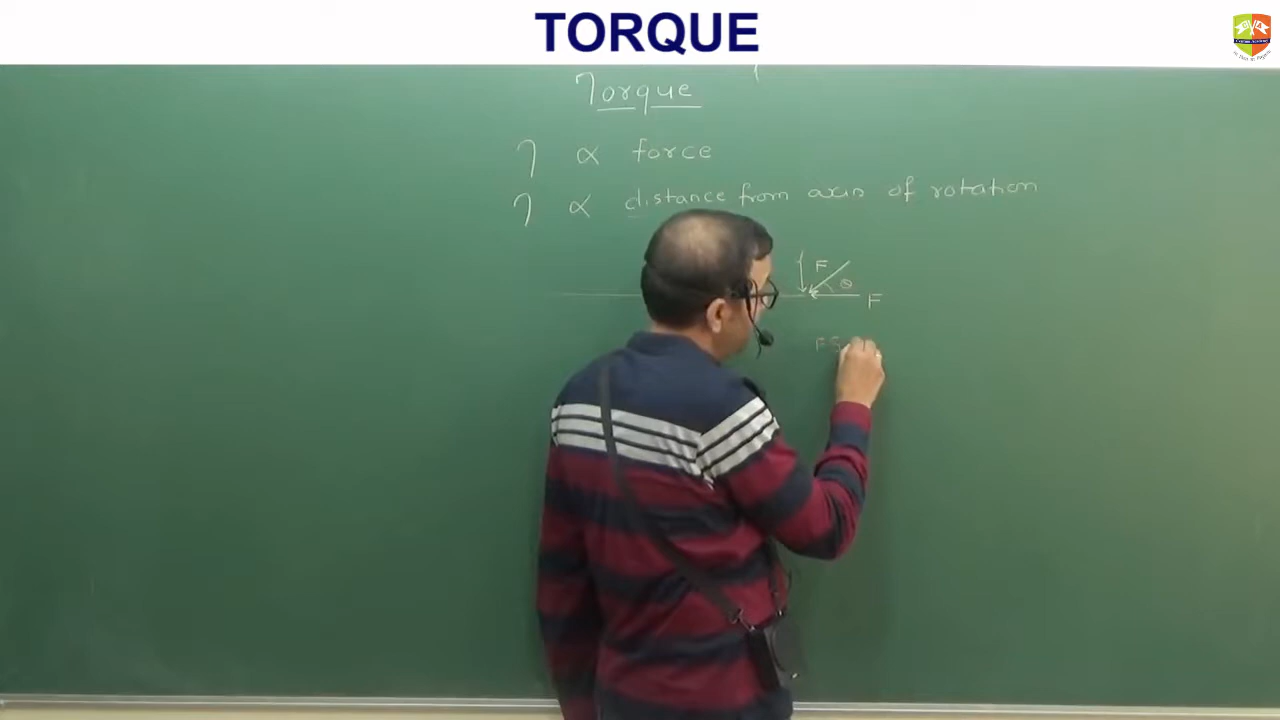 TORQUE
Torque
τ α force
τ α distance from axis of rotation
F
θ
F